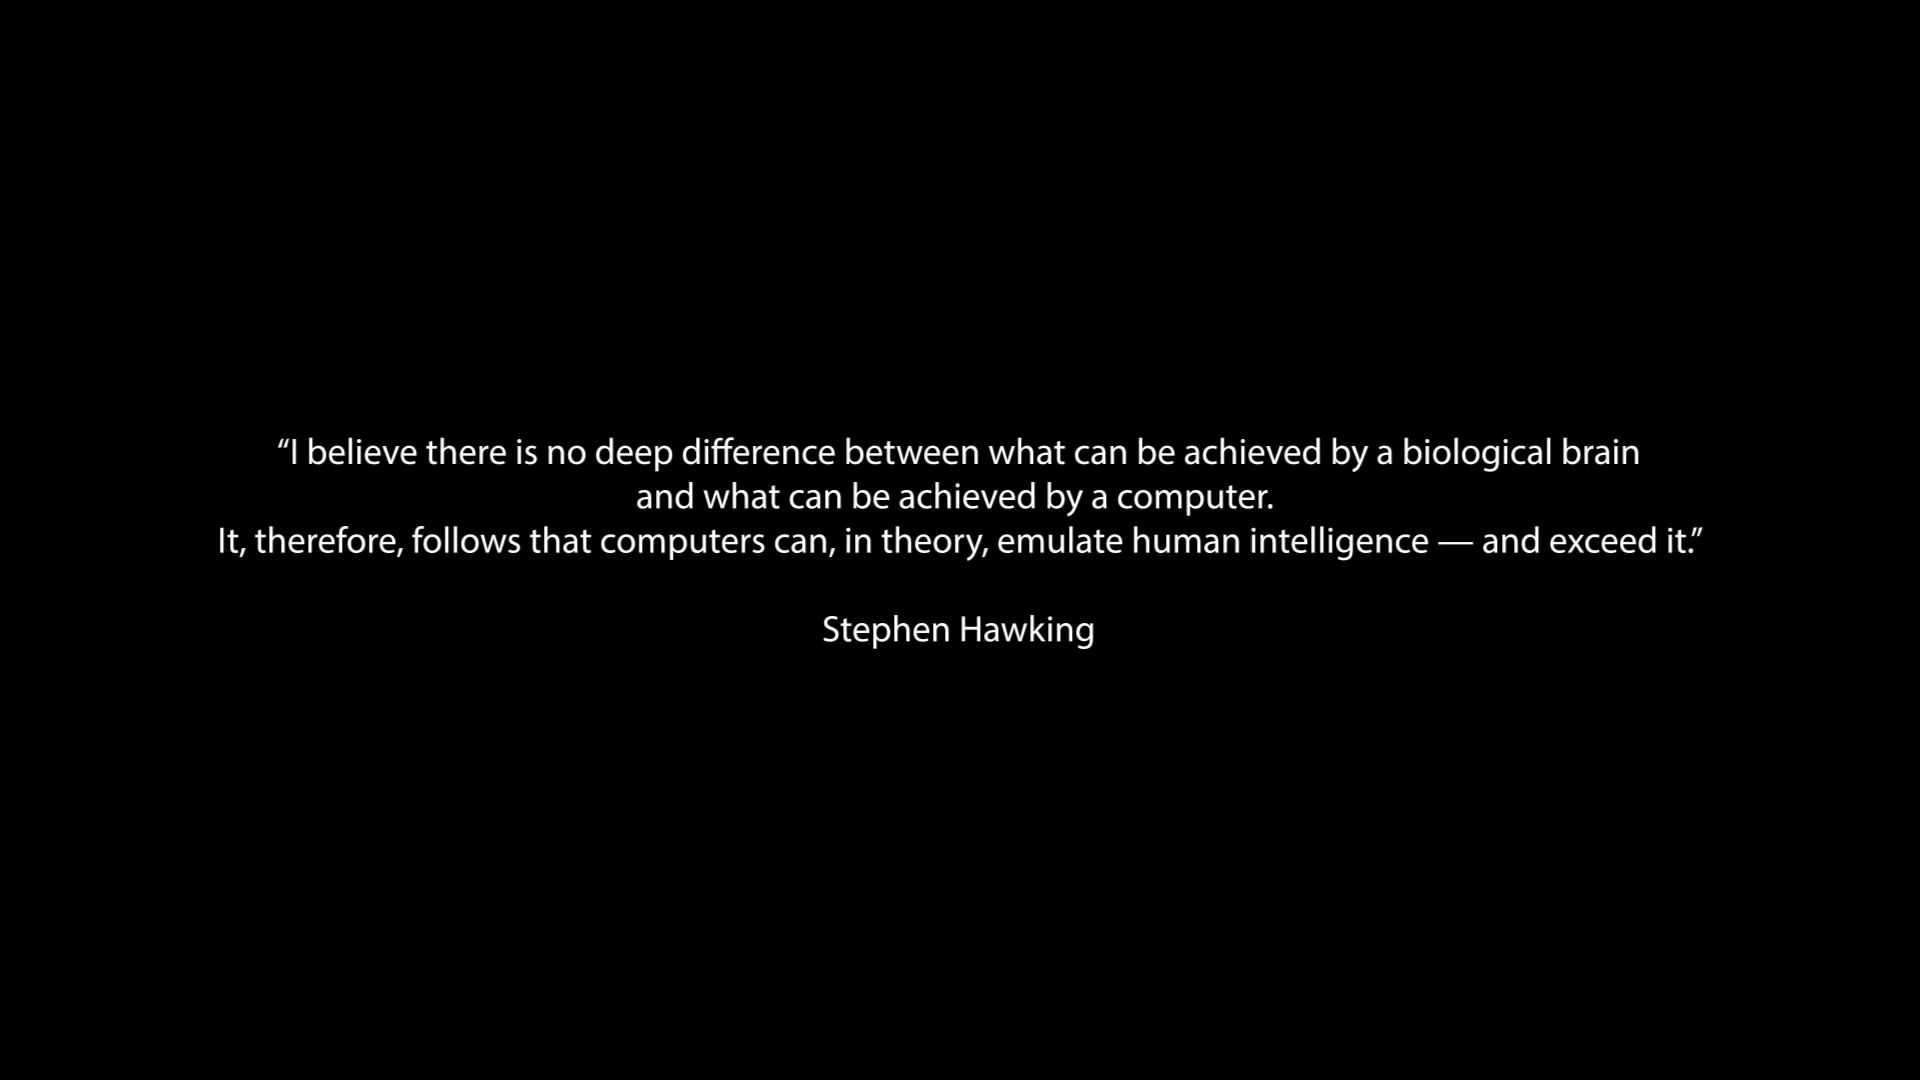 “I believe there is no deep difference between what can be achieved by a biological brain
and what can be achieved by a computer.
It, therefore, follows that computers can, in theory, emulate human intelligence — and exceed it.”
Stephen Hawking